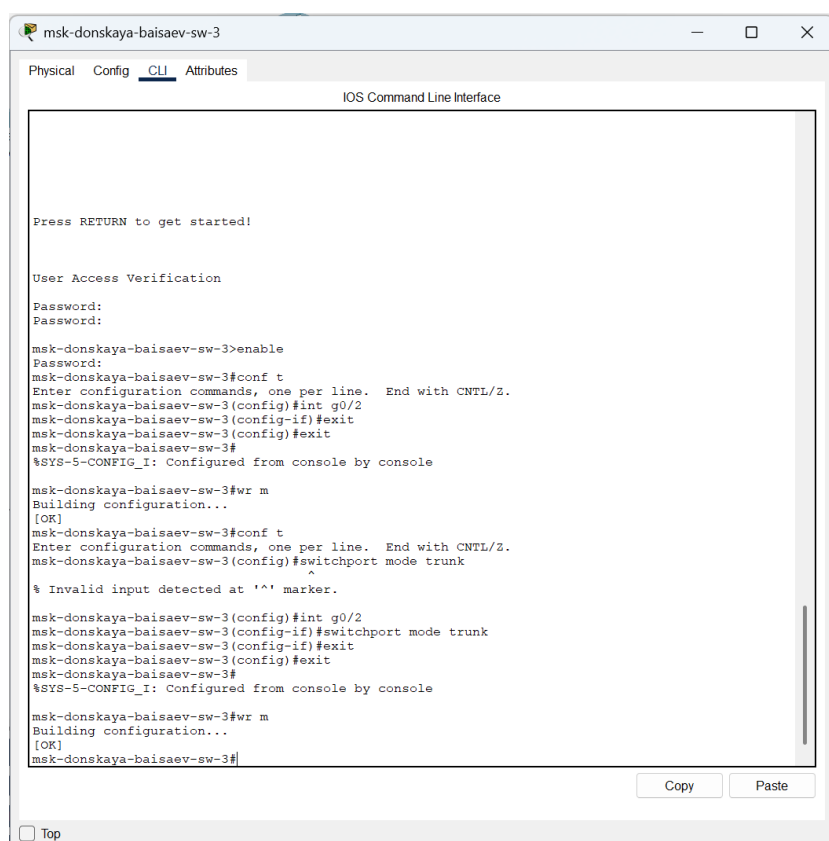 msk-donskaya-baisaev-sw-3
Physical Config CLI Attributes
IOS Command Line Interface
Press RETURN to get started!
User Access Verification
Password:
Password:
msk-donskaya-baisaev-sw-3>enable
Password:
msk-donskaya-baisaev-sw-3#conf t
Enter configuration commands, one per line.  End with CNTL/Z.
msk-donskaya-baisaev-sw-3(config)#int g0/2
msk-donskaya-baisaev-sw-3(config-if)#exit
msk-donskaya-baisaev-sw-3(config)#exit
msk-donskaya-baisaev-sw-3#
%SYS-5-CONFIG_I: Configured from console by console
msk-donskaya-baisaev-sw-3#wr m
Building configuration...
[OK]
msk-donskaya-baisaev-sw-3#conf t
Enter configuration commands, one per line.  End with CNTL/Z.
msk-donskaya-baisaev-sw-3(config)#switchport mode trunk
^
% Invalid input detected at '^' marker.
msk-donskaya-baisaev-sw-3(config)#int g0/2
msk-donskaya-baisaev-sw-3(config-if)#switchport mode trunk
msk-donskaya-baisaev-sw-3(config-if)#exit
msk-donskaya-baisaev-sw-3(config)#exit
msk-donskaya-baisaev-sw-3#
%SYS-5-CONFIG_I: Configured from console by console
msk-donskaya-baisaev-sw-3#wr m
Building configuration...
[OK]
msk-donskaya-baisaev-sw-3#
Copy Paste
Top